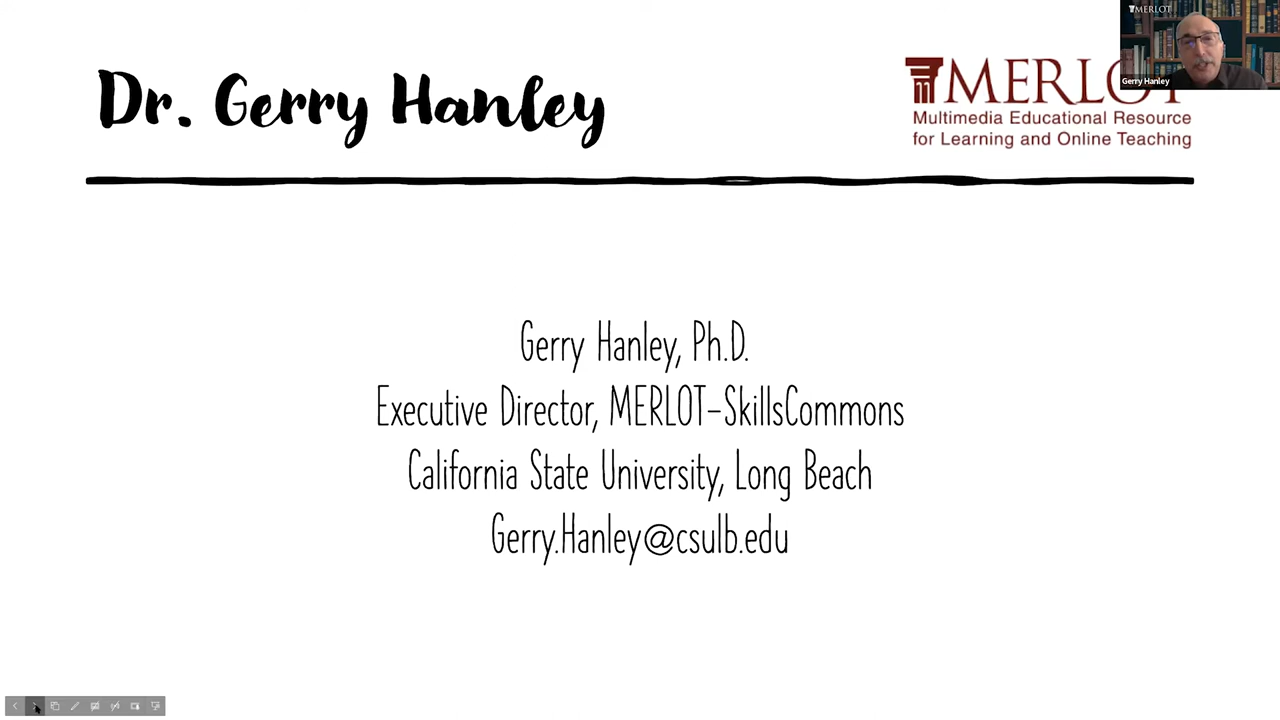 MERLOT
Gerry Hanley
Dr. Gerry Hanley
MERLOT
Multimedia Educational Resource
for Learning and Online Teaching
Gerry Hanley, Ph.D.
Executive Director, MERLOT-SkillsCommons
California State University, Long Beach
Gerry.Hanley@csulb.edu